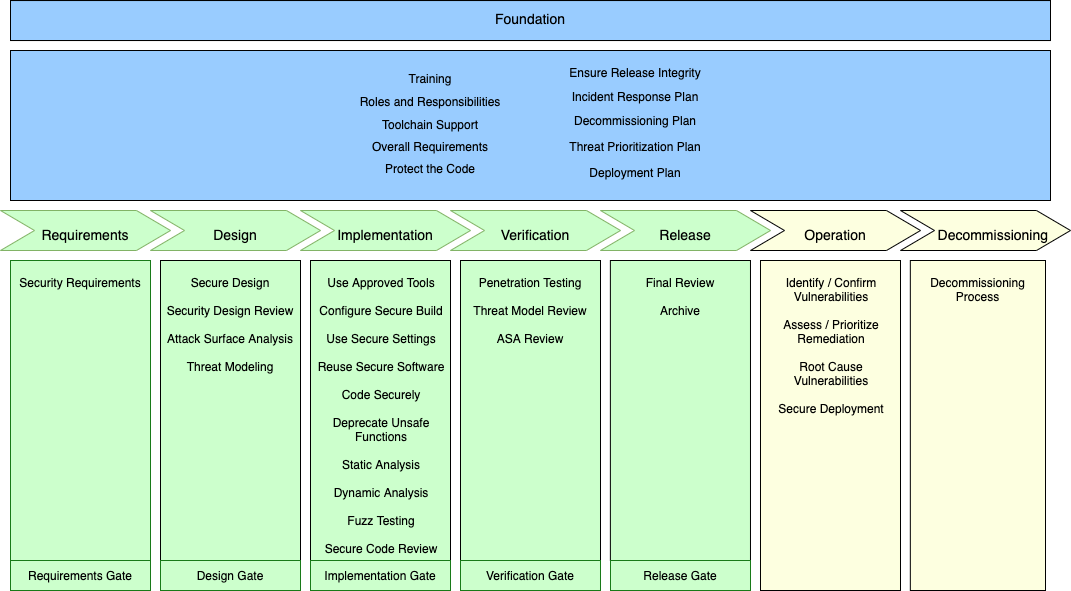 Foundation
Training
Roles and Responsibilities
Toolchain Support
Overall Requirements
Protect the Code
Ensure Release Integrity
Incident Response Plan
Decommissioning Plan
Threat Prioritization Plan
Deployment Plan
Requirements
Design
Implementation
Verification
Release
Operation
Decommissioning
Security Requirements
Requirements Gate
Secure Design
Security Design Review
Attack Surface Analysis
Threat Modeling
Design Gate
Use Approved Tools
Configure Secure Build
Use Secure Settings
Reuse Secure Software
Code Securely
Deprecate Unsafe
Functions
Static Analysis
Dynamic Analysis
Fuzz Testing
Secure Code Review
Implementation Gate
Penetration Testing
Threat Model Review
ASA Review
Verification Gate
Final Review
Archive
Release Gate
Identify / Confirm
Vulnerabilities
Assess / Prioritize
Remediation
Root Cause
Vulnerabilities
Secure Deployment
Decommissioning
Process